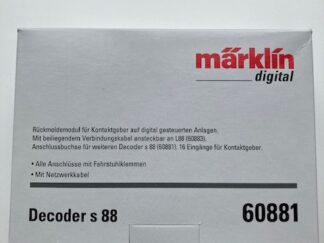 märklin
digital
Rückmeldemodul für Kontaktgeber auf digital gesteuerten Anlagen.
Mit beiliegendem Verbindungskabel ansteckbar an L88 (60883).
Anschlussbuchse für weiteren Decoder s 88 (60881). 16 Eingänge für Kontaktgeber.
• Alle Anschlüsse mit Fahrstuhlklemmen
• Mit Netzwerkkabel
Decoder s 88 60881